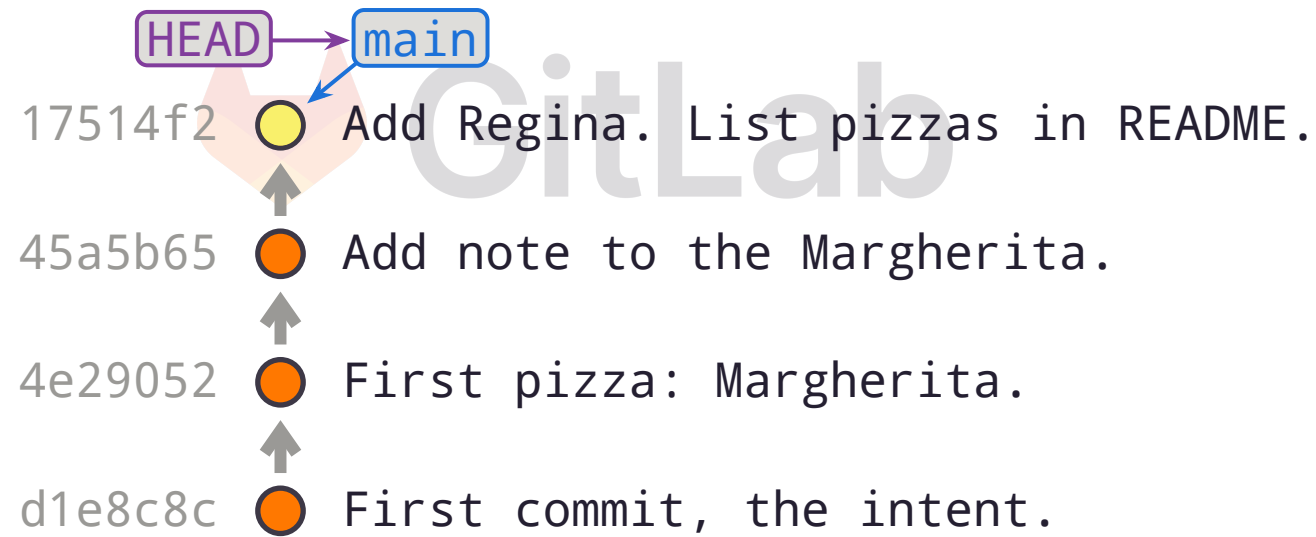 HEAD main
GitLab
17514f2 Add Regina. List pizzas in README.
45a5b65 Add note to the Margherita.
4e29052 First pizza: Margherita.
d1e8c8c First commit, the intent.